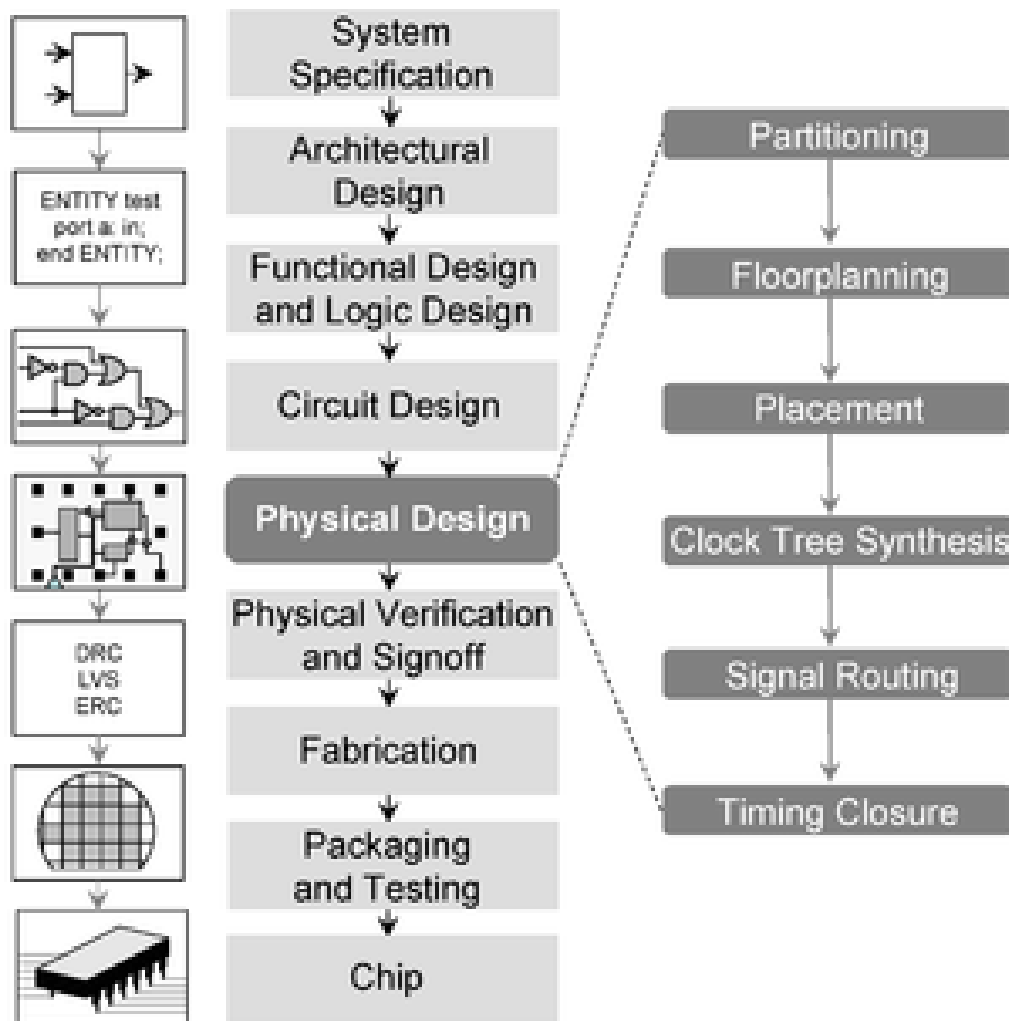 ENTITY test
port a: in;
end ENTITY;
DRC
LVS
ERC
System
Specification
Architectural
Design
Functional Design
and Logic Design
Circuit Design
Physical Design
Physical Verification
and Signoff
Fabrication
Packaging
and Testing
Chip
Partitioning
Floorplanning
Placement
Clock Tree Synthesis
Signal Routing
Timing Closure